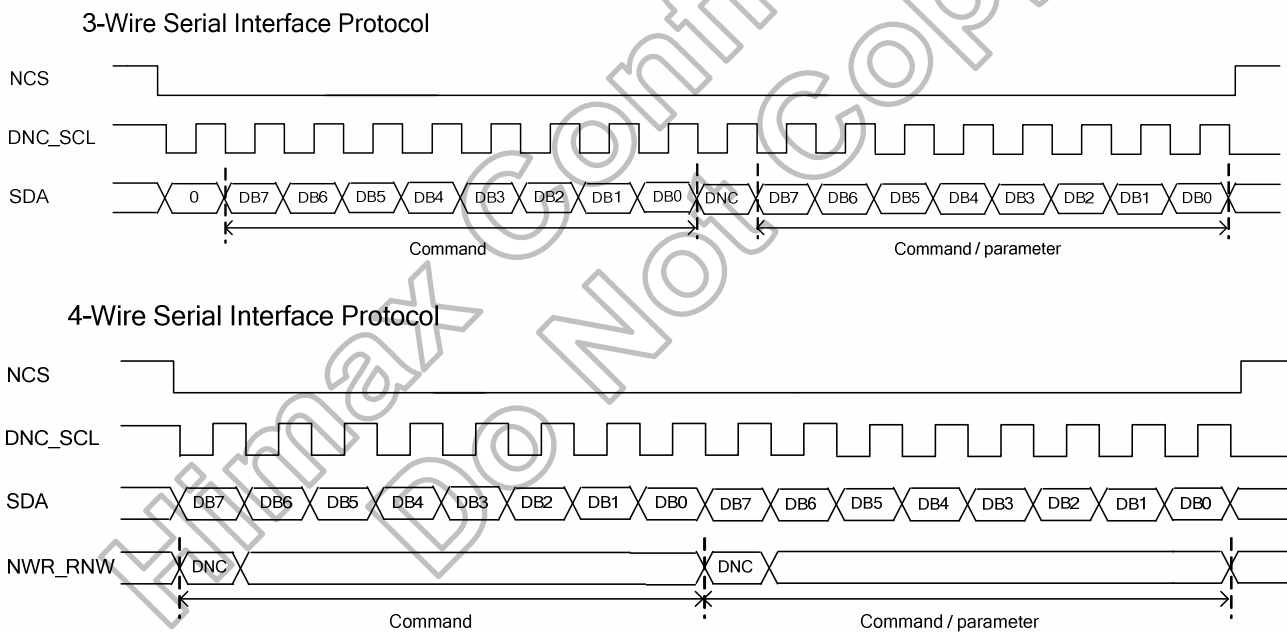 3-Wire Serial Interface Protocol
NCS
DNC_SCL
SDA 0 DB7 DB6 DB5 DB4 DB3 DB2 DB1 DB0 DNC DB7 DB6 DB5 DB4 DB3 DB2 DB1 DB0
Command Command / parameter
4-Wire Serial Interface Protocol
NCS
DNC_SCL
SDA DB7 DB6 DB5 DB4 DB3 DB2 DB1 DB0 DB7 DB6 DB5 DB4 DB3 DB2 DB1 DB0
NWR_RNW DNC DNC
Command Command / parameter
Himax Confi
Do Not Copy